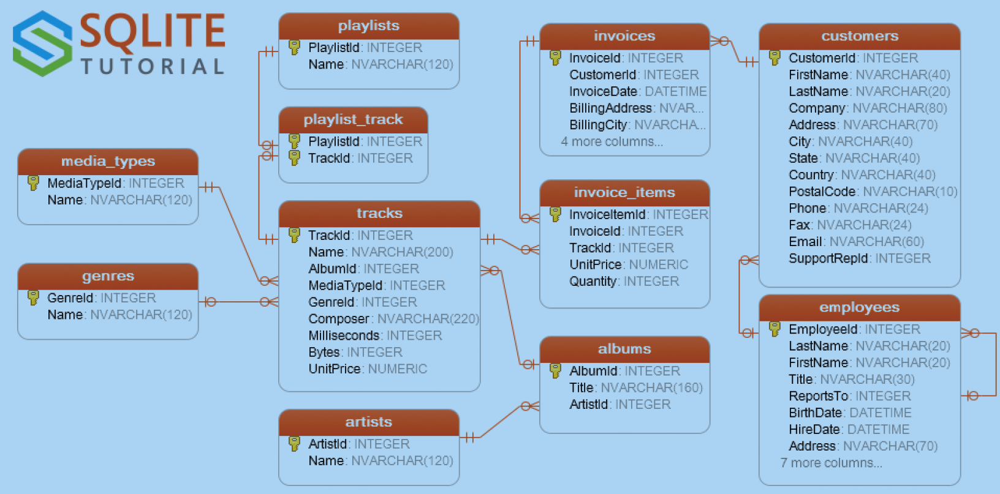 SQLITE
TUTORIAL
playlists
PlaylistId: INTEGER
Name: NVARCHAR(120)
playlist_track
PlaylistId: INTEGER
TrackId: INTEGER
media_types
MediaTypeId: INTEGER
Name: NVARCHAR(120)
genres
GenreId: INTEGER
Name: NVARCHAR(120)
tracks
TrackId: INTEGER
Name: NVARCHAR(200)
AlbumId: INTEGER
MediaTypeId: INTEGER
GenreId: INTEGER
Composer: NVARCHAR(220)
Milliseconds: INTEGER
Bytes: INTEGER
UnitPrice: NUMERIC
artists
ArtistId: INTEGER
Name: NVARCHAR(120)
invoices
InvoiceId: INTEGER
CustomerId: INTEGER
InvoiceDate: DATETIME
BillingAddress: NVAR...
BillingCity: NVARCHA...
4 more columns...
invoice_items
InvoiceItemId: INTEGER
InvoiceId: INTEGER
TrackId: INTEGER
UnitPrice: NUMERIC
Quantity: INTEGER
albums
AlbumId: INTEGER
Title: NVARCHAR(160)
ArtistId: INTEGER
customers
CustomerId: INTEGER
FirstName: NVARCHAR(40)
LastName: NVARCHAR(20)
Company: NVARCHAR(80)
Address: NVARCHAR(70)
City: NVARCHAR(40)
State: NVARCHAR(40)
Country: NVARCHAR(40)
PostalCode: NVARCHAR(10)
Phone: NVARCHAR(24)
Fax: NVARCHAR(24)
Email: NVARCHAR(60)
SupportRepId: INTEGER
employees
EmployeeId: INTEGER
LastName: NVARCHAR(20)
FirstName: NVARCHAR(20)
Title: NVARCHAR(30)
ReportsTo: INTEGER
BirthDate: DATETIME
HireDate: DATETIME
Address: NVARCHAR(70)
7 more columns...